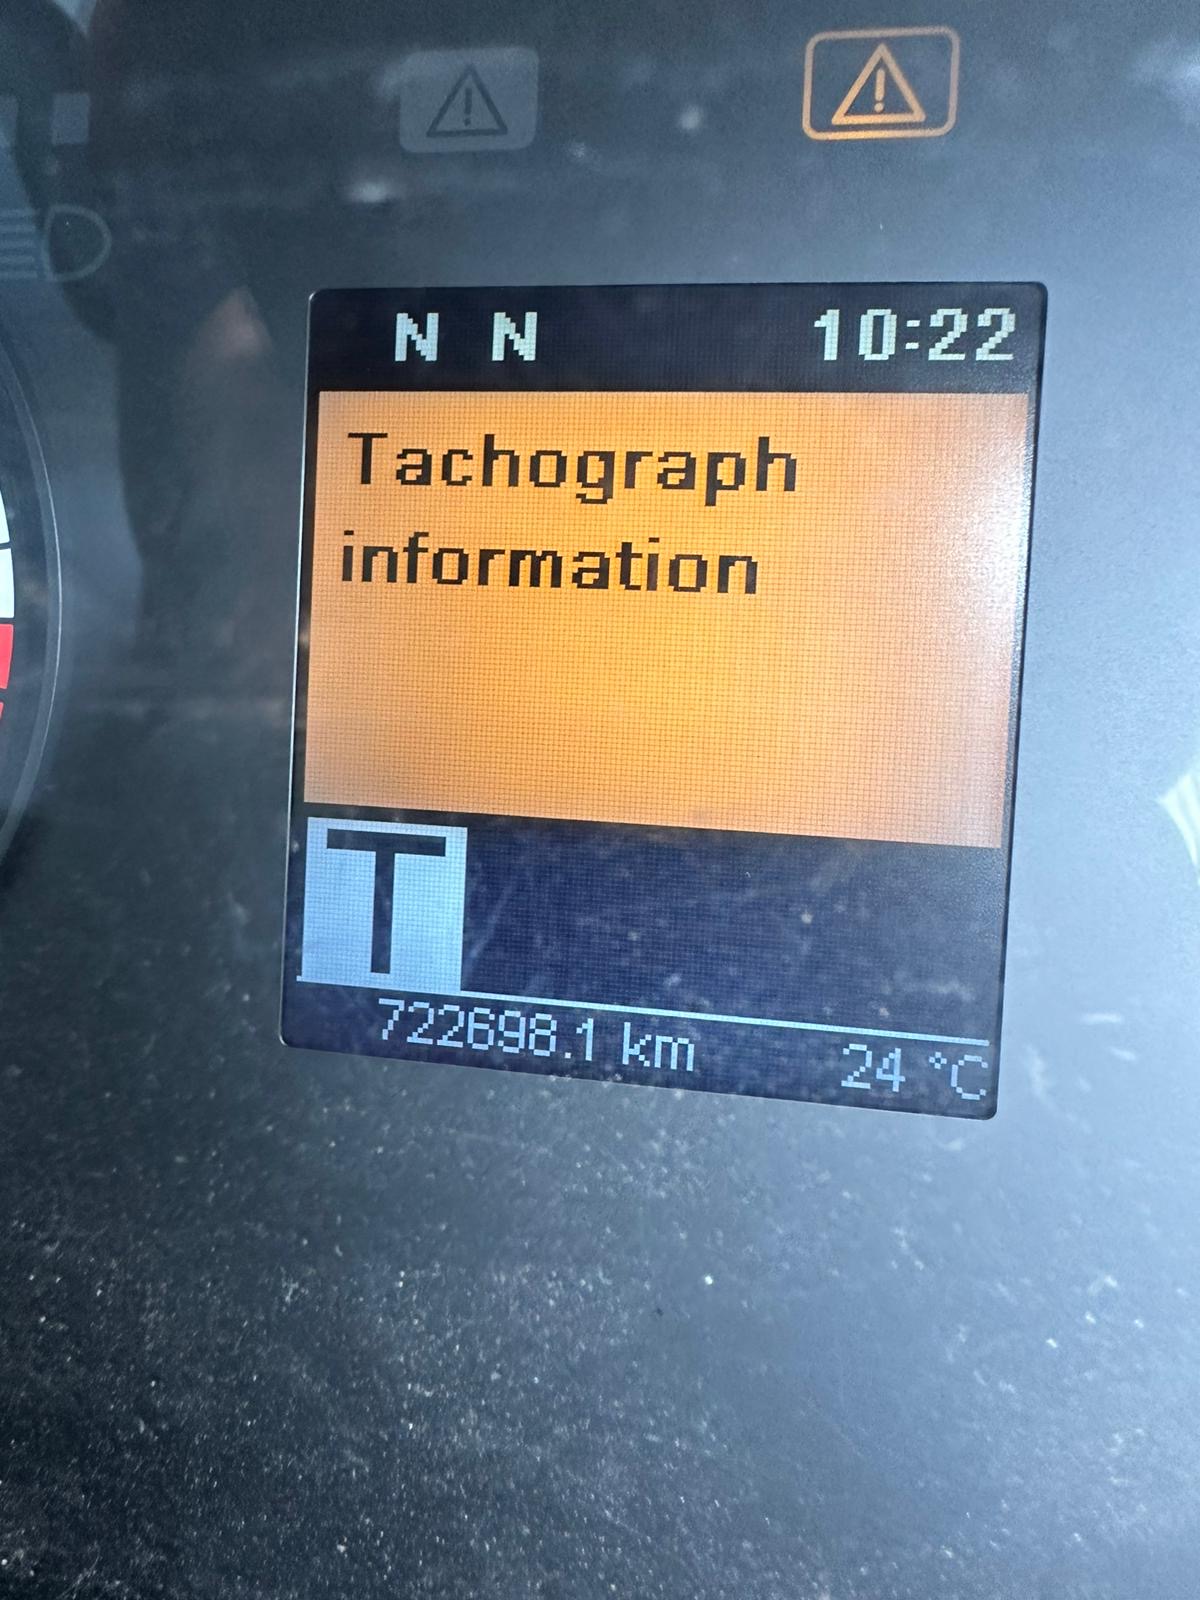 N N 10:22
Tachograph
information
T
722698.1 km 24 °C